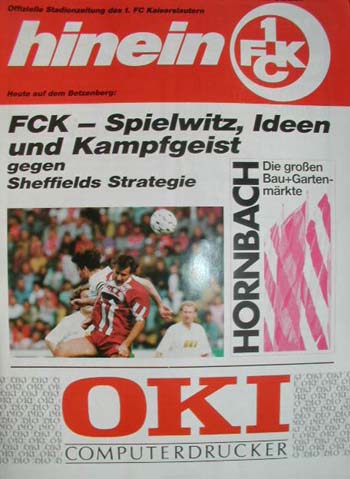 Offizielle Stadionzeitung des 1. FC Kaiserslautern
hinein
1
FCK
Heute auf dem Betzenberg:
FCK – Spielwitz, Ideen
und Kampfgeist
gegen
Sheffields Strategie
HORNBACH
Die großen
Bau+Garten-
märkte
OKI
COMPUTERDRUCKER